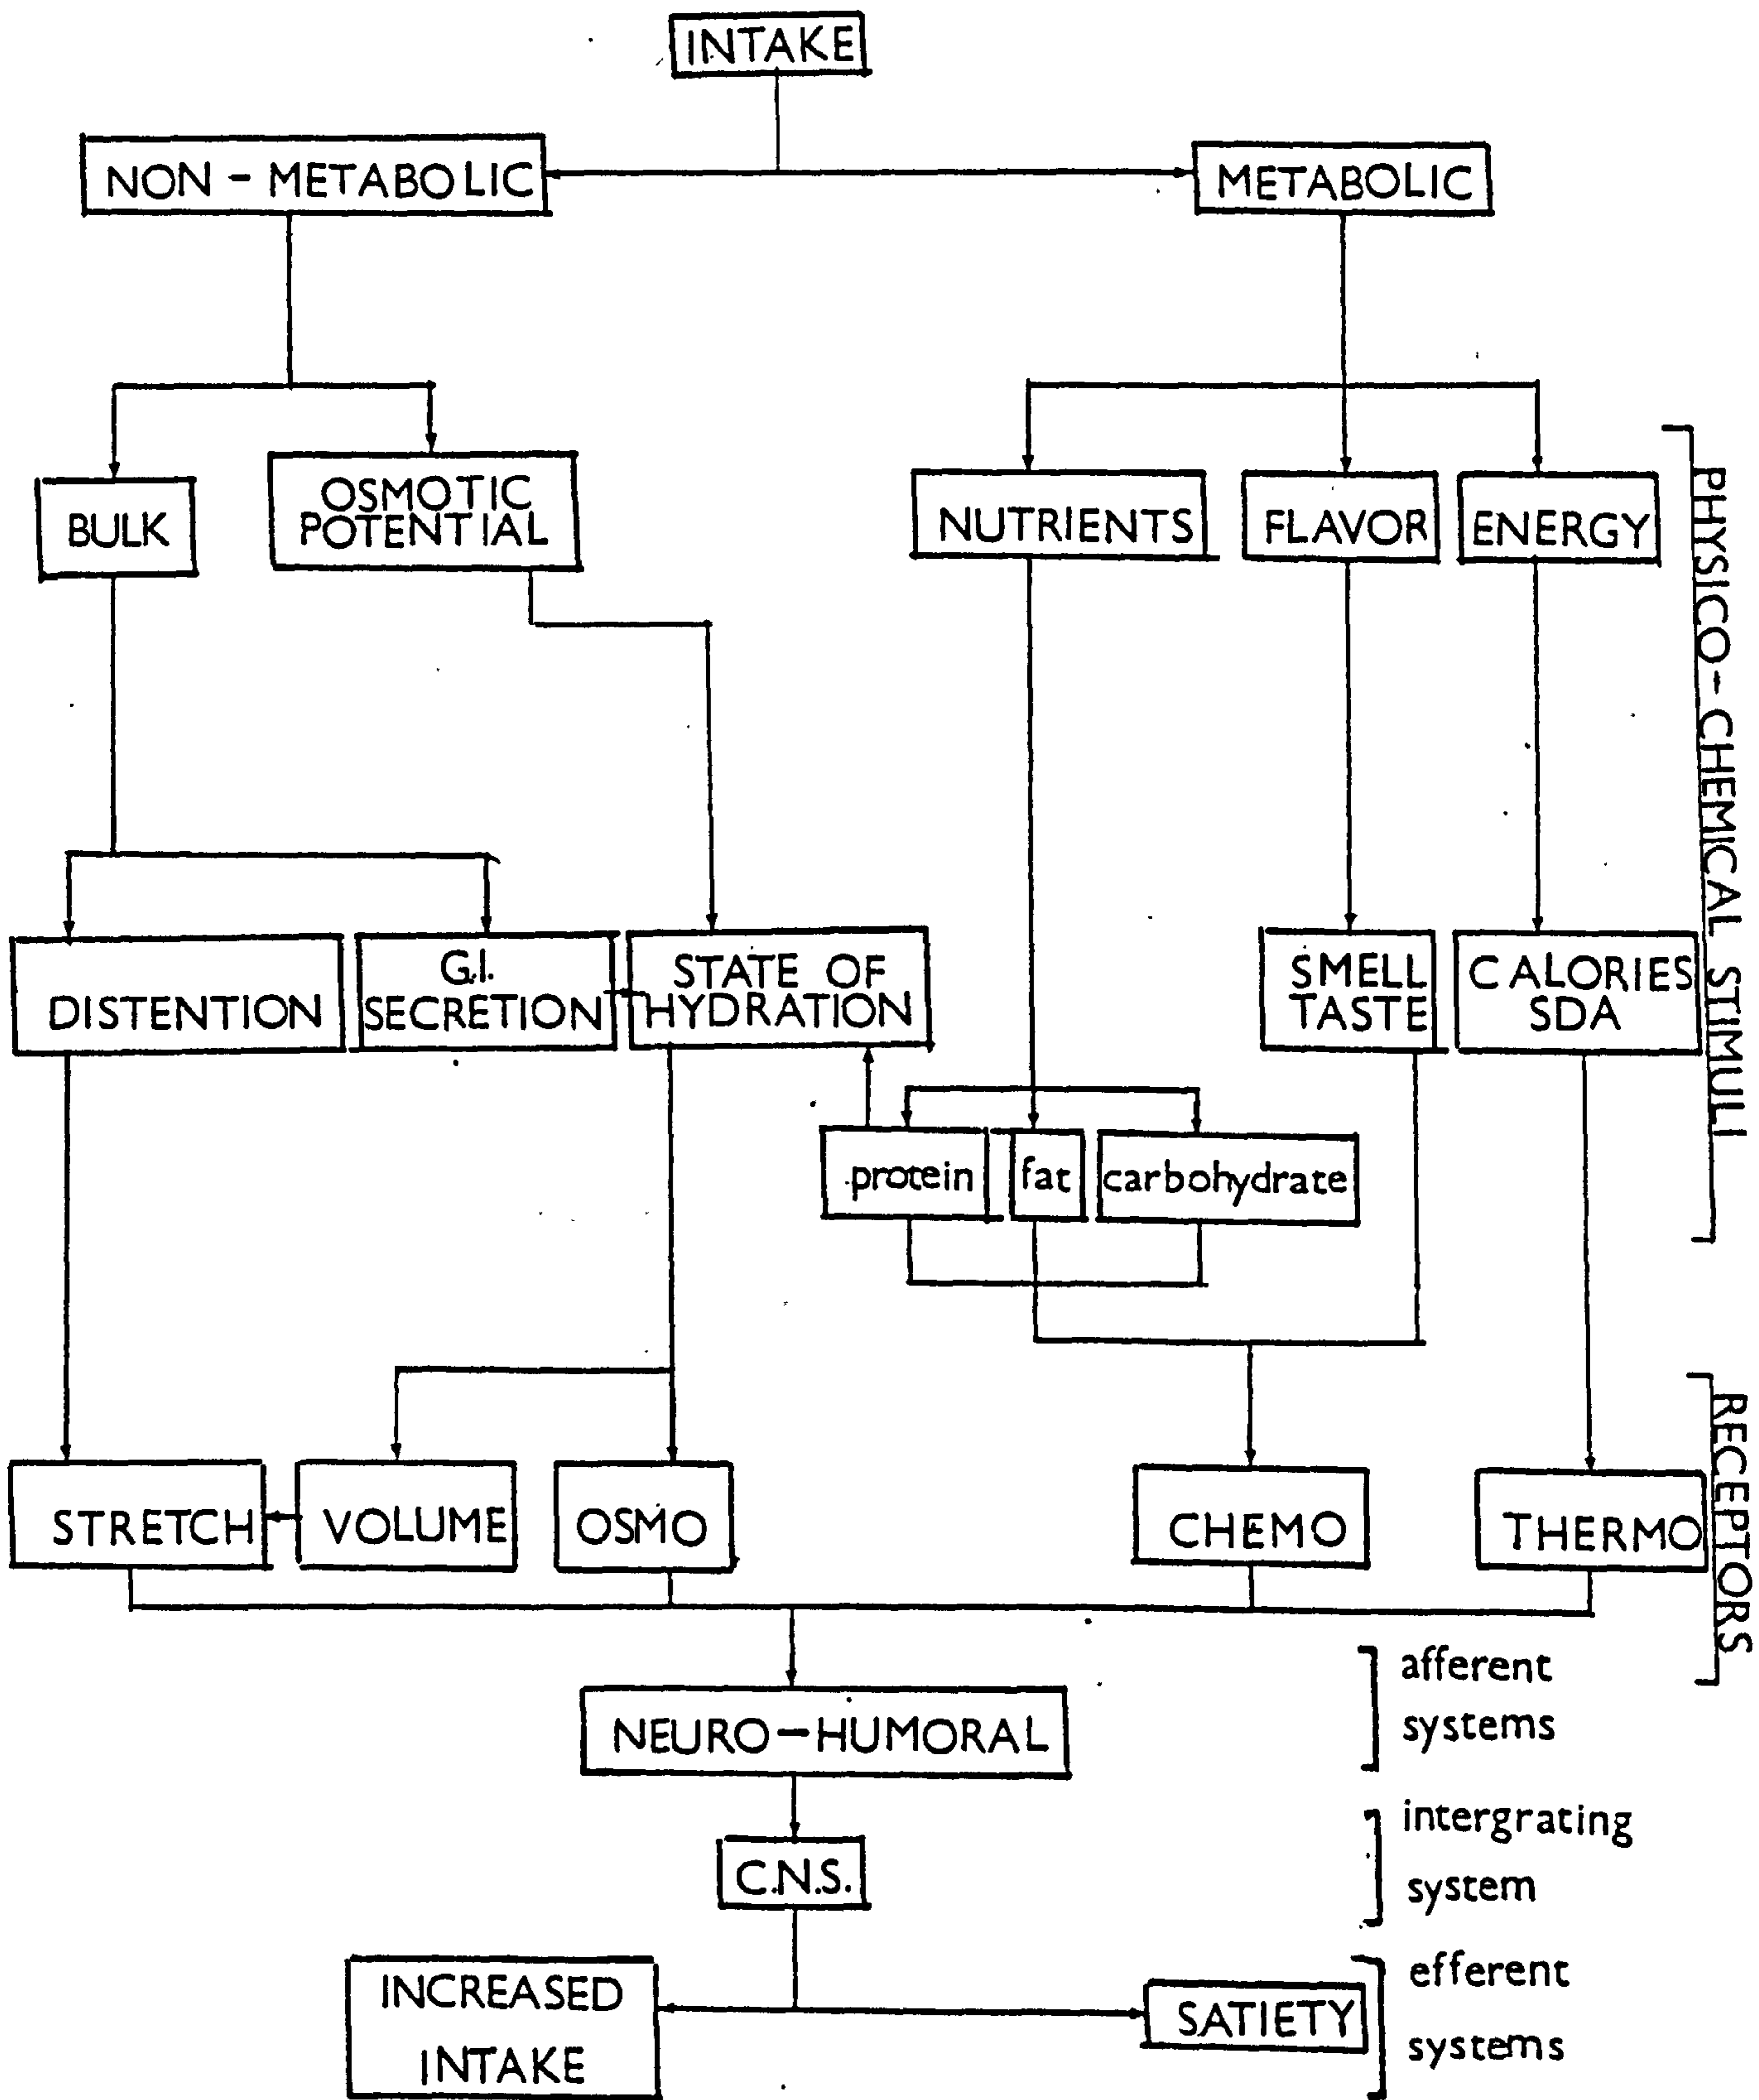 INTAKE
NON - METABOLIC
METABOLIC
BULK
OSMOTIC
POTENTIAL
NUTRIENTS
FLAVOR
ENERGY
PHYSICO-CHEMICAL STIMULI
DISTENTION
G.I.
SECRETION
STATE OF
HYDRATION
SMELL
TASTE
CALORIES
SDA
protein
fat
carbohydrate
STRETCH
VOLUME
OSMO
CHEMO
THERMO
RECEPTORS
NEURO-HUMORAL
afferent
systems
C.N.S.
intergrating
system
INCREASED
INTAKE
SATIETY
efferent
systems